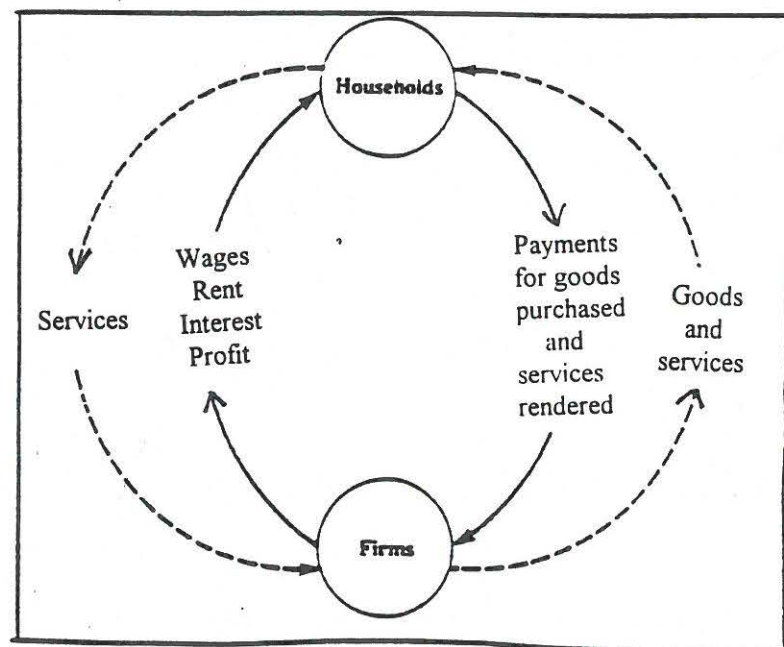 Households
Services
Wages
Rent
Interest
Profit
Payments
for goods
purchased
and
services
rendered
Goods
and
services
Firms